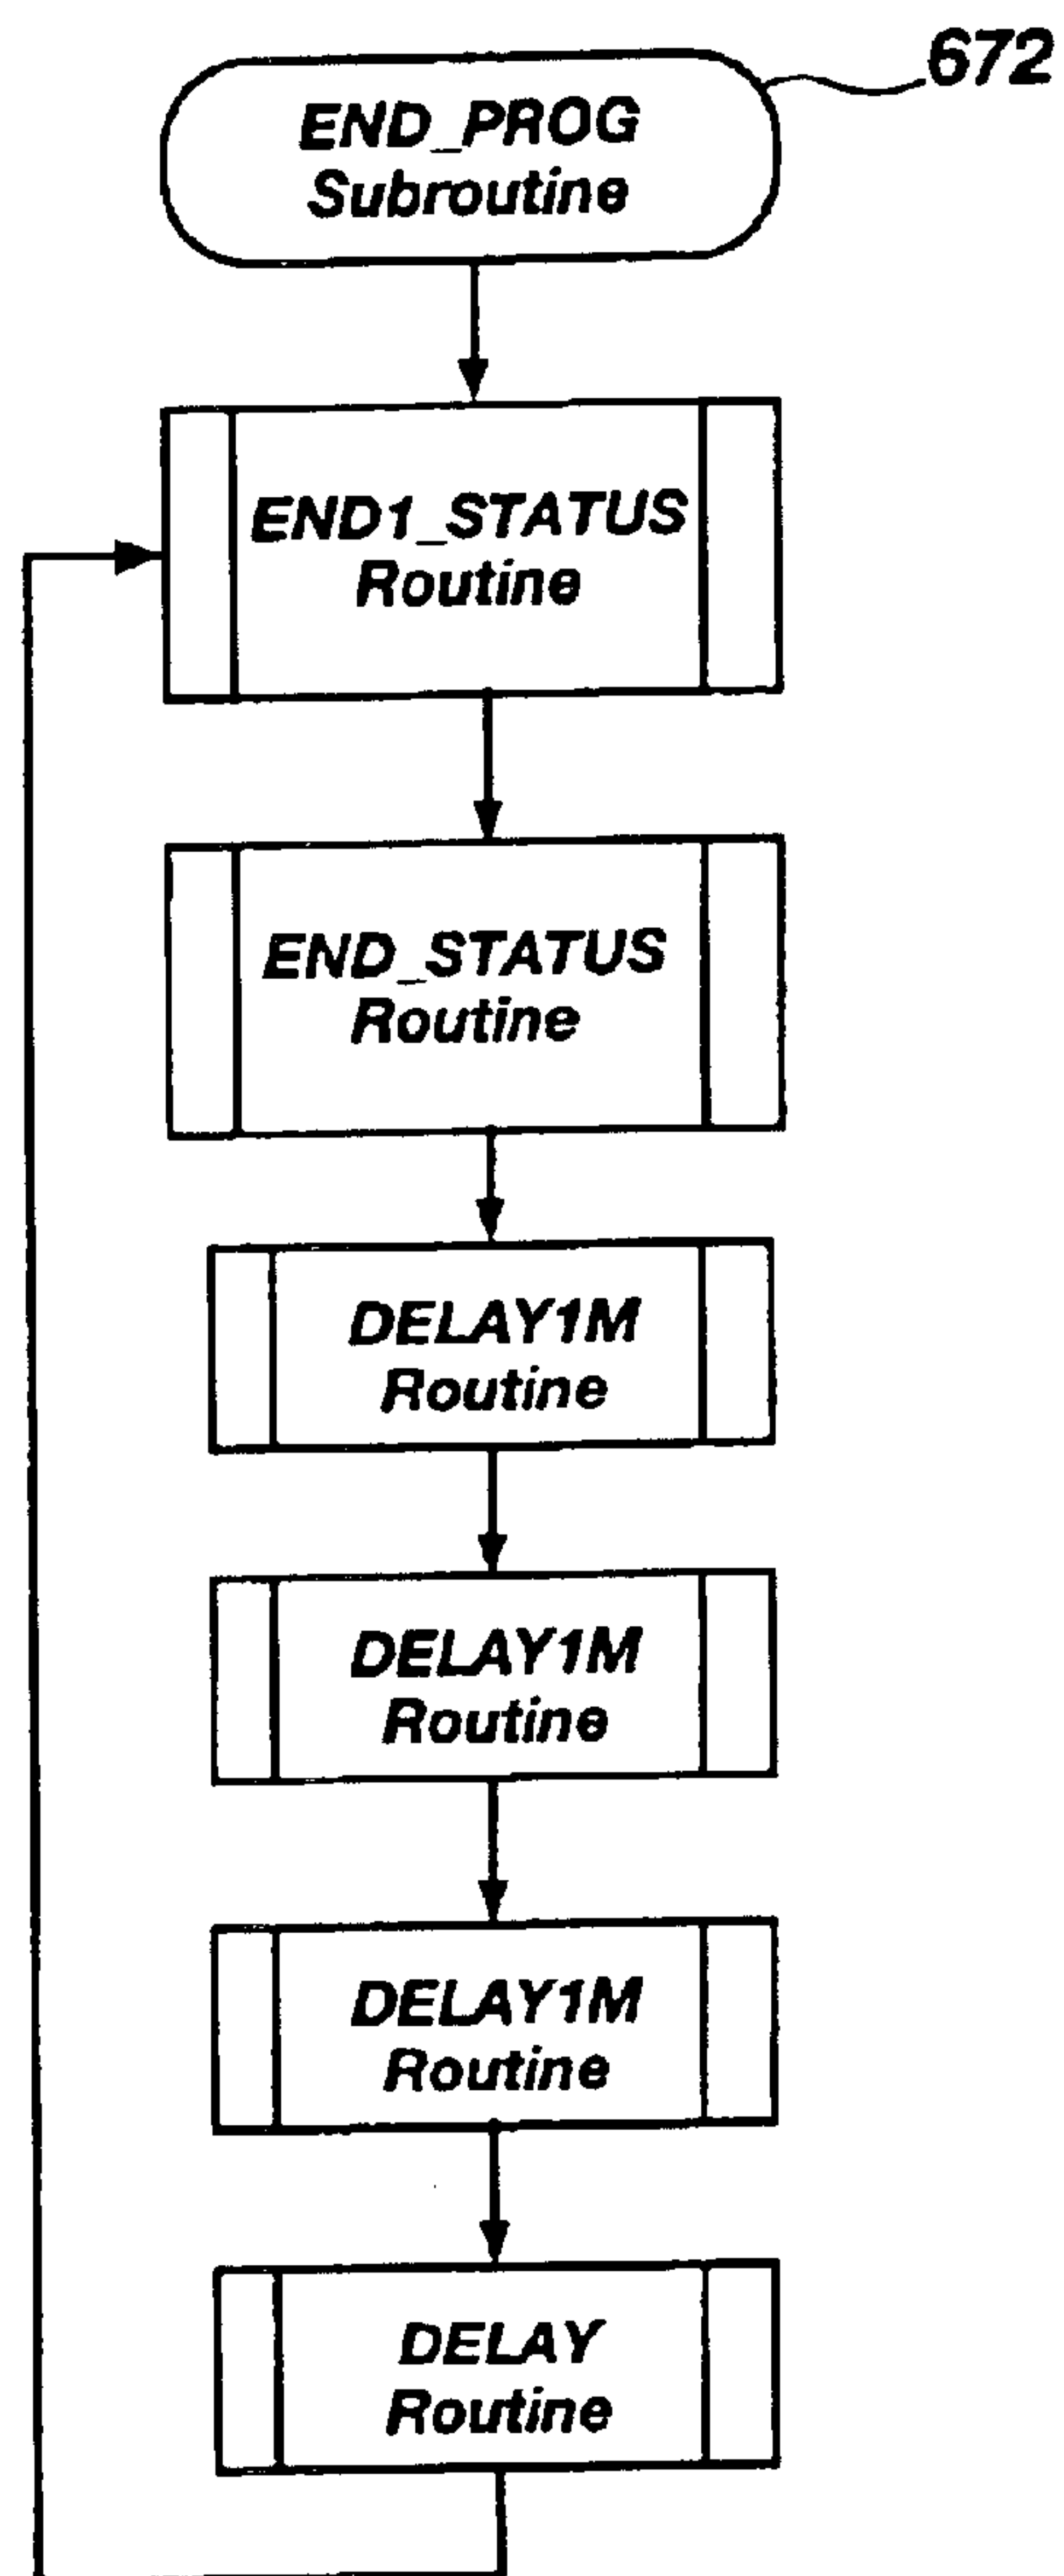 672
END_PROG
Subroutine
END1_STATUS
Routine
END_STATUS
Routine
DELAY1M
Routine
DELAY1M
Routine
DELAY1M
Routine
DELAY
Routine